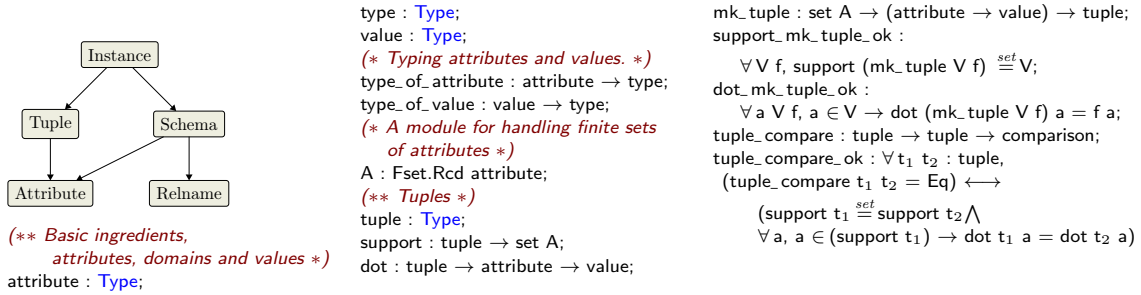 Instance
Tuple
Schema
Attribute
Relname
(** Basic ingredients,
attributes, domains and values *)
attribute : Type;
type : Type;
value : Type;
(* Typing attributes and values. *)
type_of_attribute : attribute → type;
type_of_value : value → type;
(* A module for handling finite sets
of attributes *)
A : Fset.Rcd attribute;
(** Tuples *)
tuple : Type;
support : tuple → set A;
dot : tuple → attribute → value;
mk_tuple : set A → (attribute → value) → tuple;
support_mk_tuple_ok :
∀ V f, support (mk_tuple V f) =^{set} V;
dot_mk_tuple_ok :
∀ a V f, a ∈ V → dot (mk_tuple V f) a = f a;
tuple_compare : tuple → tuple → comparison;
tuple_compare_ok : ∀ t₁ t₂ : tuple,
(tuple_compare t₁ t₂ = Eq) ⟷
(support t₁ =^{set} support t₂ ⋀
∀ a, a ∈ (support t₁) → dot t₁ a = dot t₂ a)